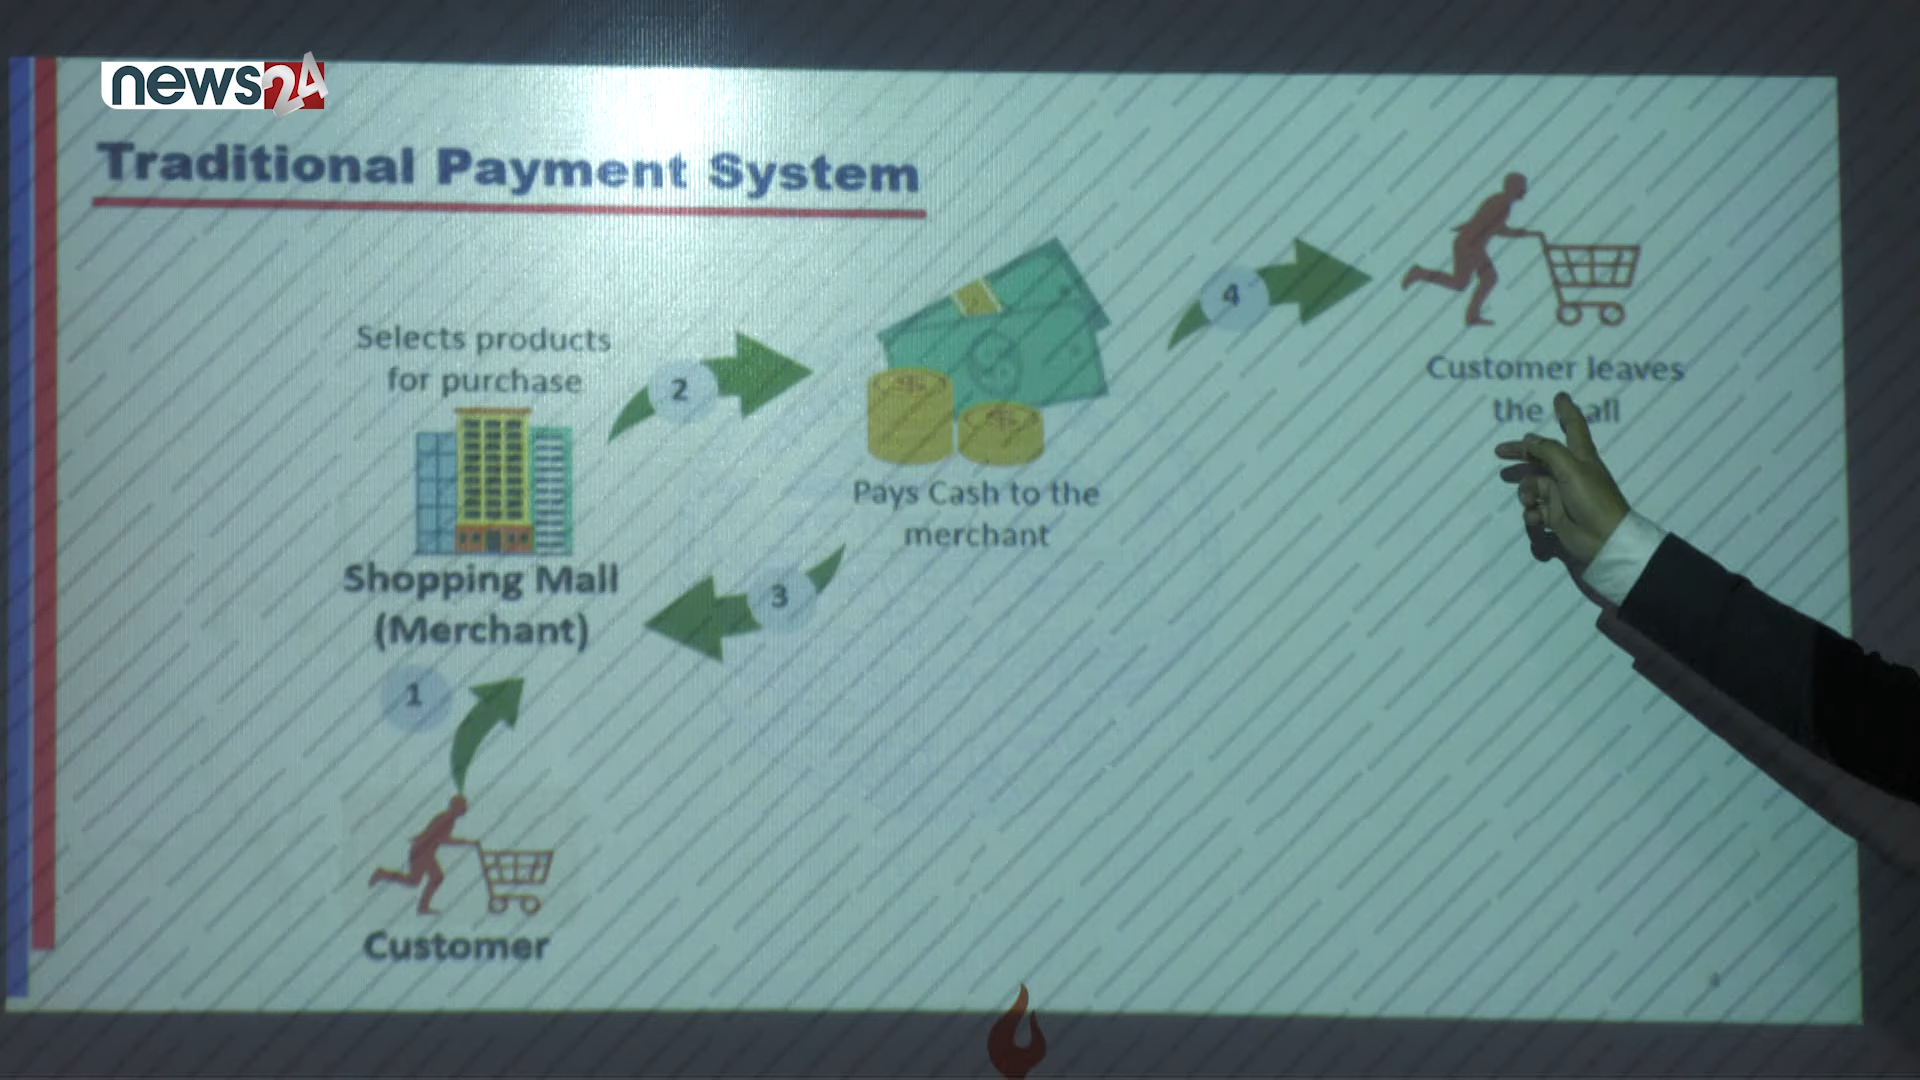 news24
Traditional Payment System
Selects products
for purchase
2
4
Customer leaves
the
Pays Cash to the
merchant
Shopping Mall
(Merchant)
3
1
Customer